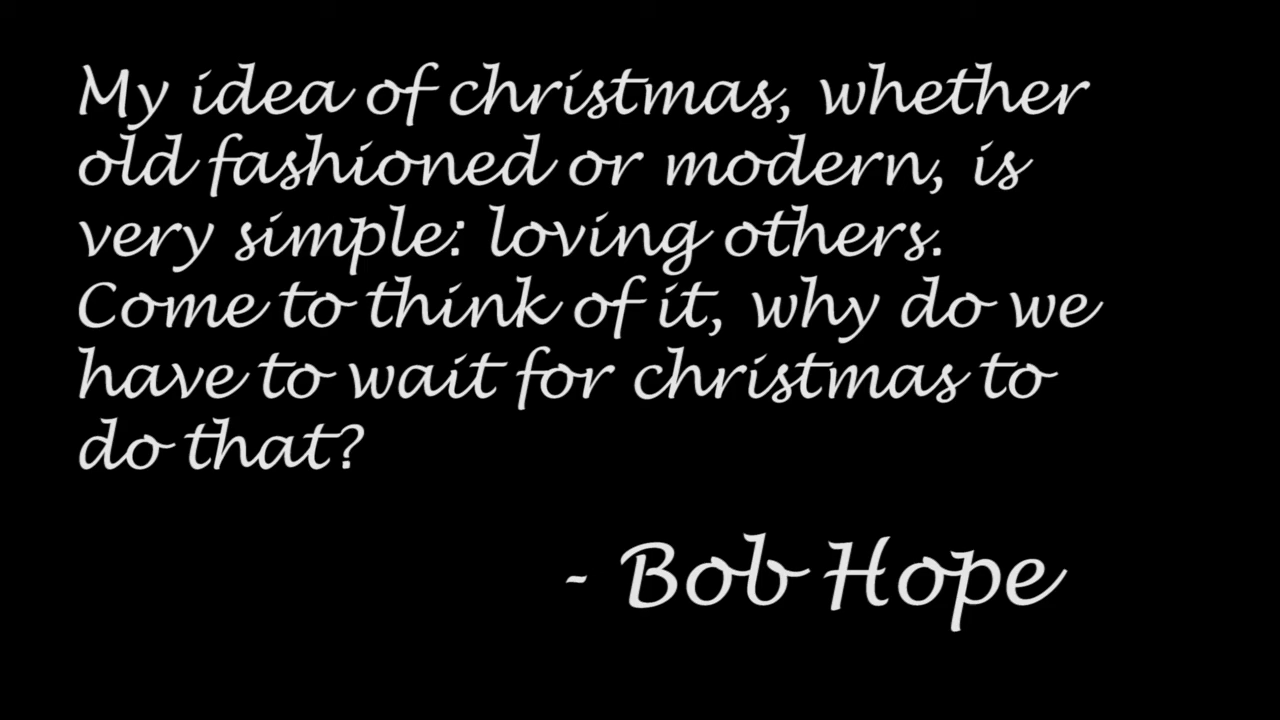 My idea of christmas, whether
old fashioned or modern, is
very simple: loving others.
Come to think of it, why do we
have to wait for christmas to
do that?
- Bob Hope